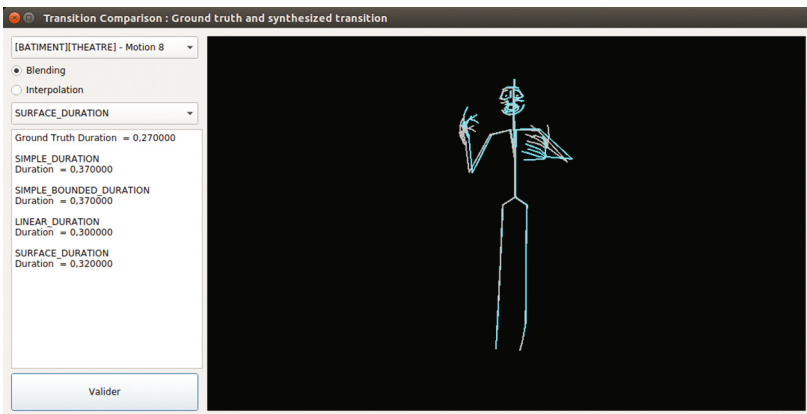 Transition Comparison : Ground truth and synthesized transition
[BATIMENT][THEATRE] - Motion 8
Blending
Interpolation
SURFACE_DURATION
Ground Truth Duration = 0,270000
SIMPLE_DURATION
Duration = 0,370000
SIMPLE_BOUNDED_DURATION
Duration = 0,370000
LINEAR_DURATION
Duration = 0,300000
SURFACE_DURATION
Duration = 0,320000
Valider